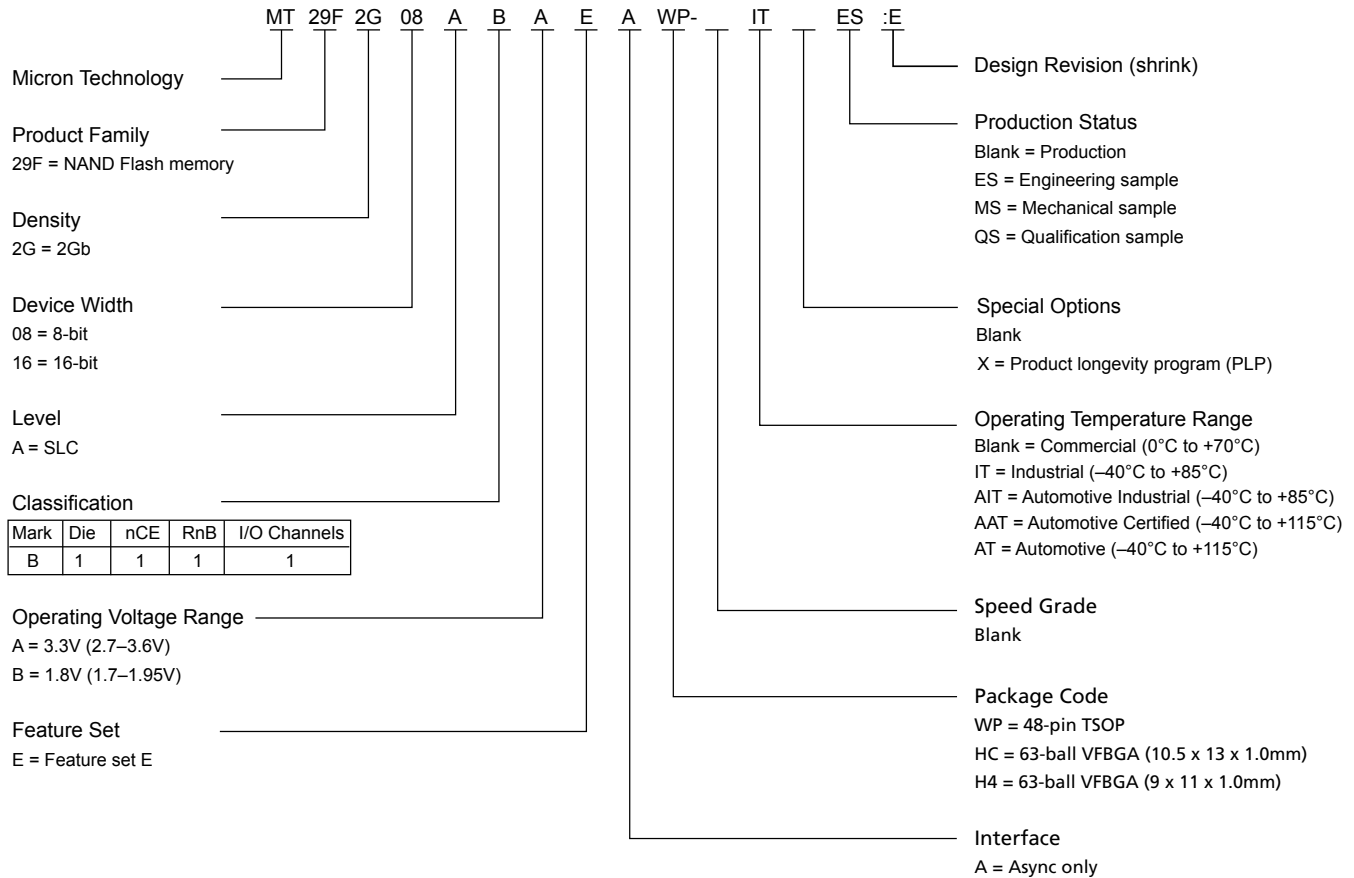 MT 29F 2G 08 A B A E A WP- IT ES :E
Micron Technology
Product Family
29F = NAND Flash memory
Density
2G = 2Gb
Device Width
08 = 8-bit
16 = 16-bit
Level
A = SLC
Classification
Mark Die nCE RnB I/O Channels
B 1 1 1 1
Operating Voltage Range
A = 3.3V (2.7–3.6V)
B = 1.8V (1.7–1.95V)
Feature Set
E = Feature set E
Design Revision (shrink)
Production Status
Blank = Production
ES = Engineering sample
MS = Mechanical sample
QS = Qualification sample
Special Options
Blank
X = Product longevity program (PLP)
Operating Temperature Range
Blank = Commercial (0°C to +70°C)
IT = Industrial (–40°C to +85°C)
AIT = Automotive Industrial (–40°C to +85°C)
AAT = Automotive Certified (–40°C to +115°C)
AT = Automotive (–40°C to +115°C)
Speed Grade
Blank
Package Code
WP = 48-pin TSOP
HC = 63-ball VFBGA (10.5 x 13 x 1.0mm)
H4 = 63-ball VFBGA (9 x 11 x 1.0mm)
Interface
A = Async only